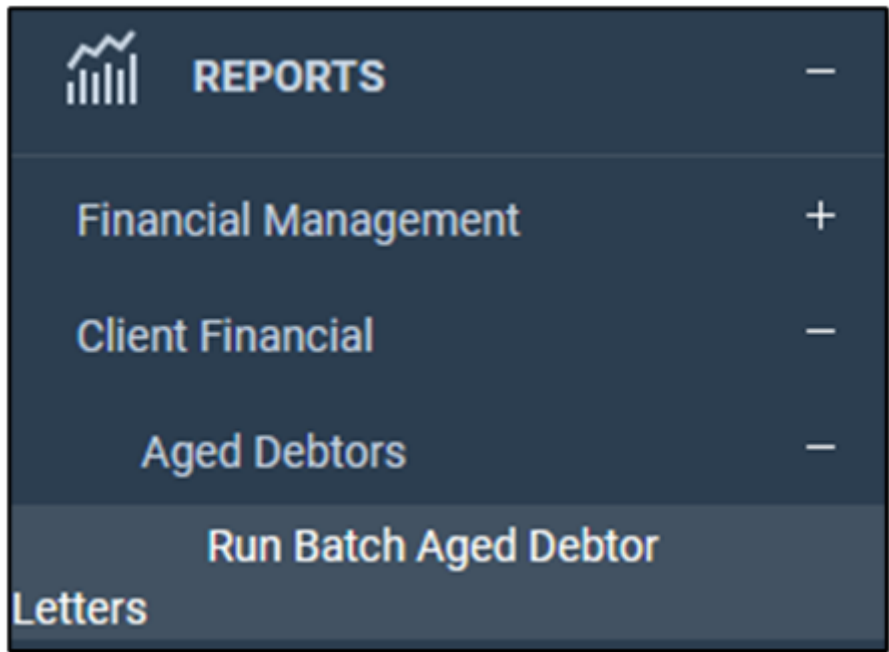 REPORTS −
Financial Management +
Client Financial −
Aged Debtors −
Run Batch Aged Debtor
Letters